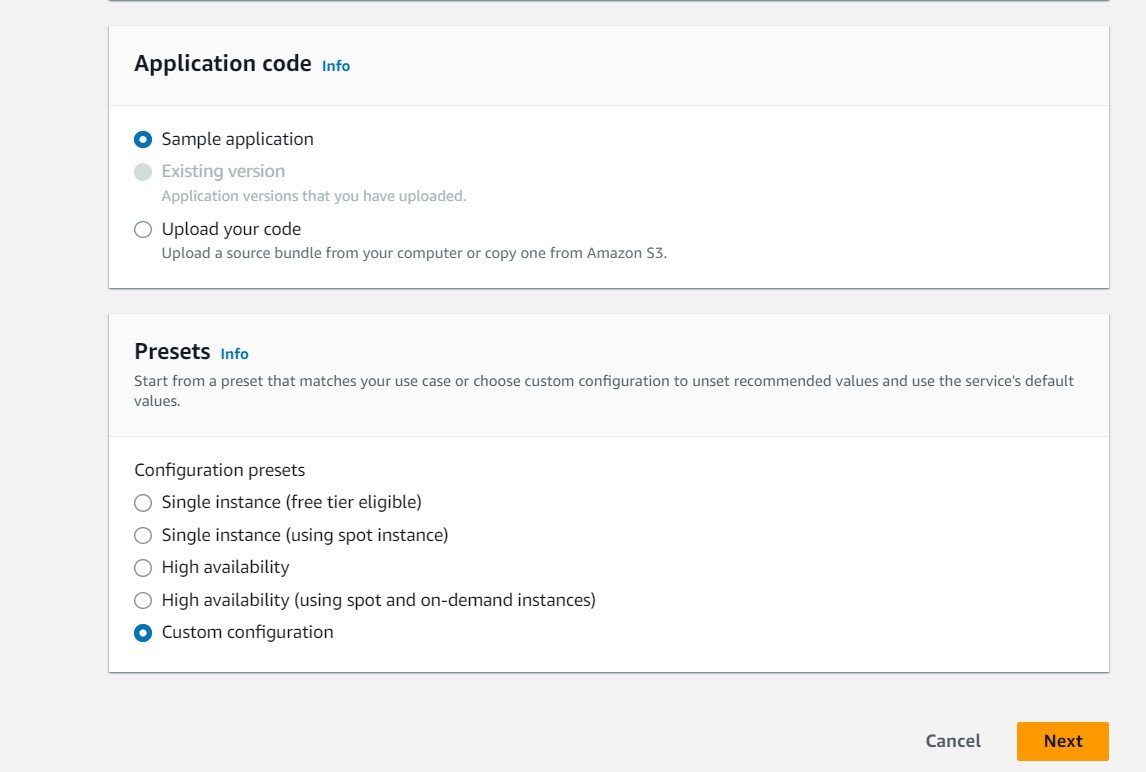 Application code Info
Sample application
Existing version
Application versions that you have uploaded.
Upload your code
Upload a source bundle from your computer or copy one from Amazon S3.
Presets Info
Start from a preset that matches your use case or choose custom configuration to unset recommended values and use the service's default
values.
Configuration presets
Single instance (free tier eligible)
Single instance (using spot instance)
High availability
High availability (using spot and on-demand instances)
Custom configuration
Cancel Next